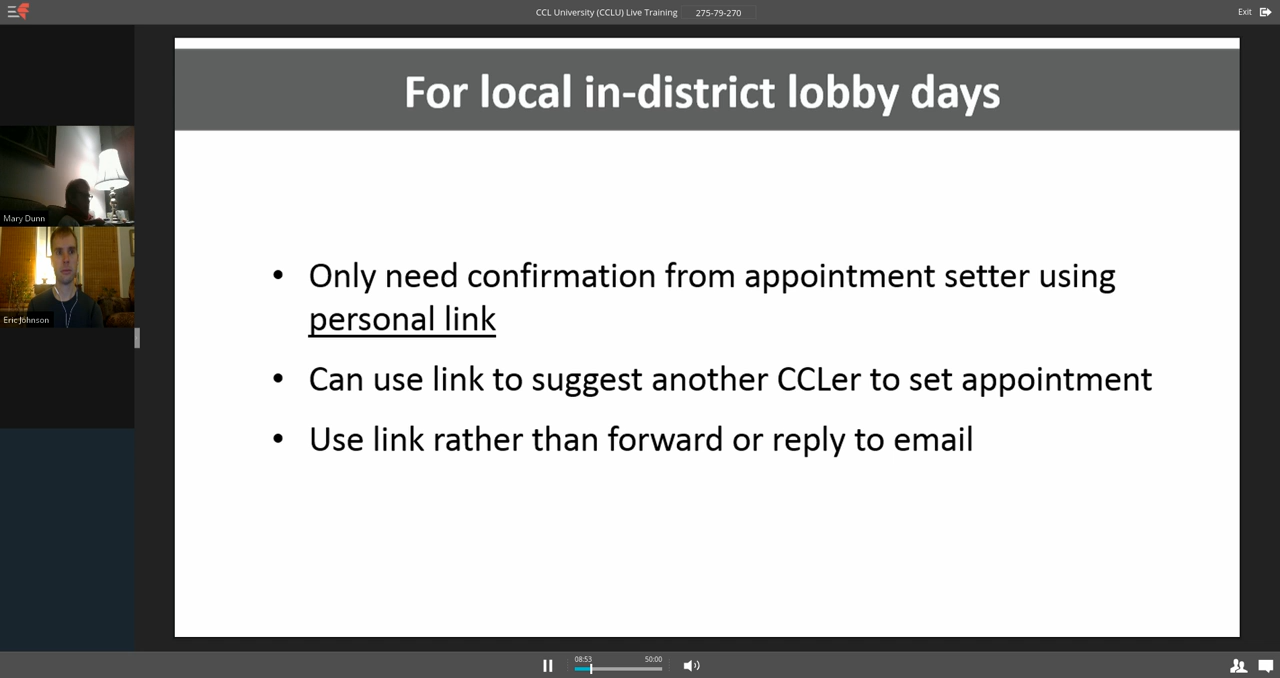 CCL University (CCLU) Live Training 275-79-270
Exit
For local in-district lobby days
• Only need confirmation from appointment setter using
personal link
• Can use link to suggest another CCLer to set appointment
• Use link rather than forward or reply to email
Mary Dunn
Eric Johnson
08:53 50:00